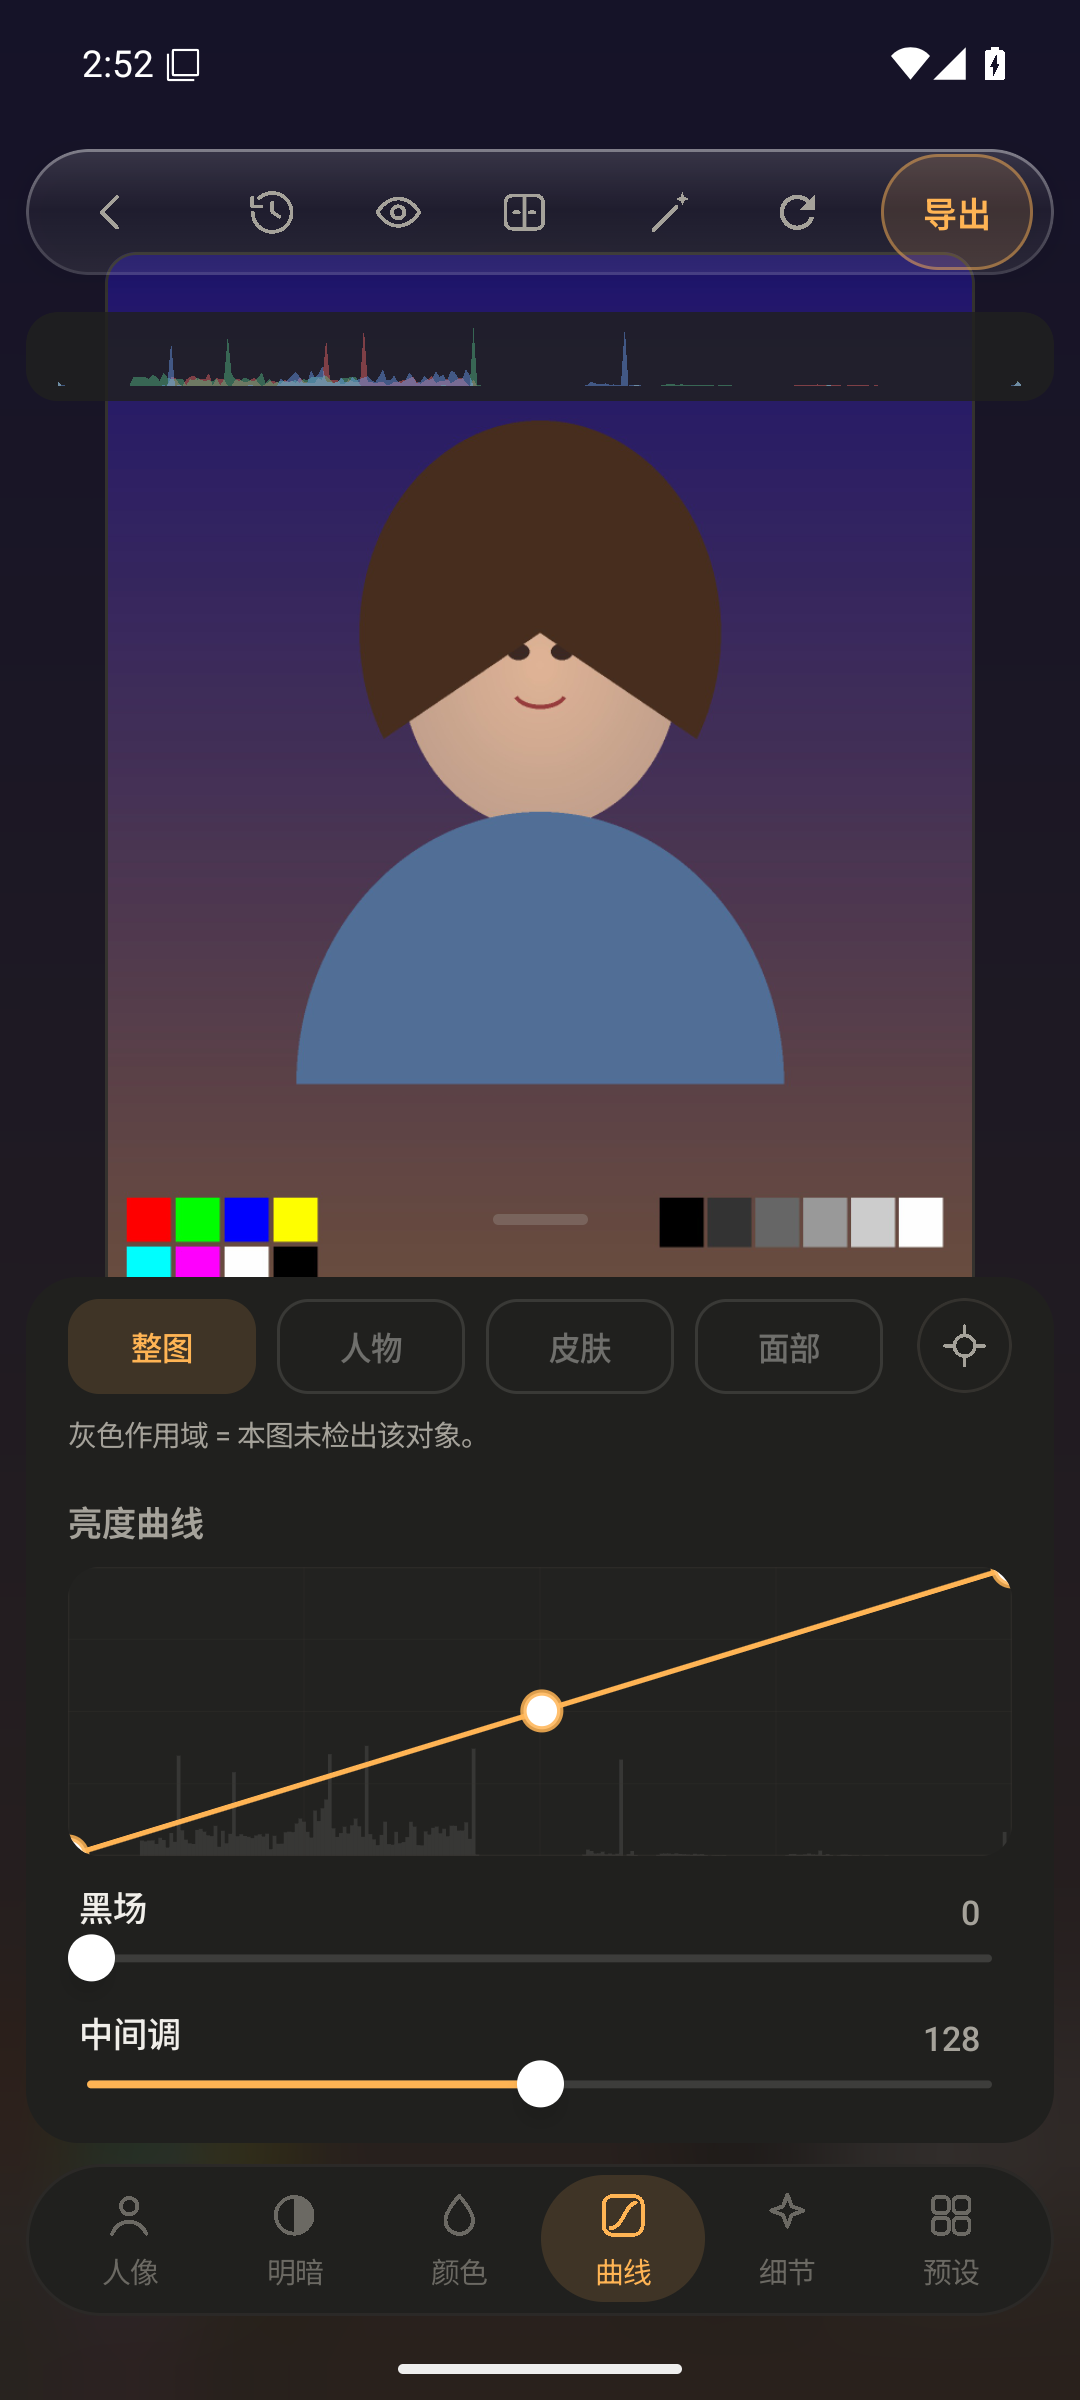 2:52
导出
整图 人物 皮肤 面部
灰色作用域 = 本图未检出该对象。
亮度曲线
黑场 0
中间调 128
人像 明暗 颜色 曲线 细节 预设